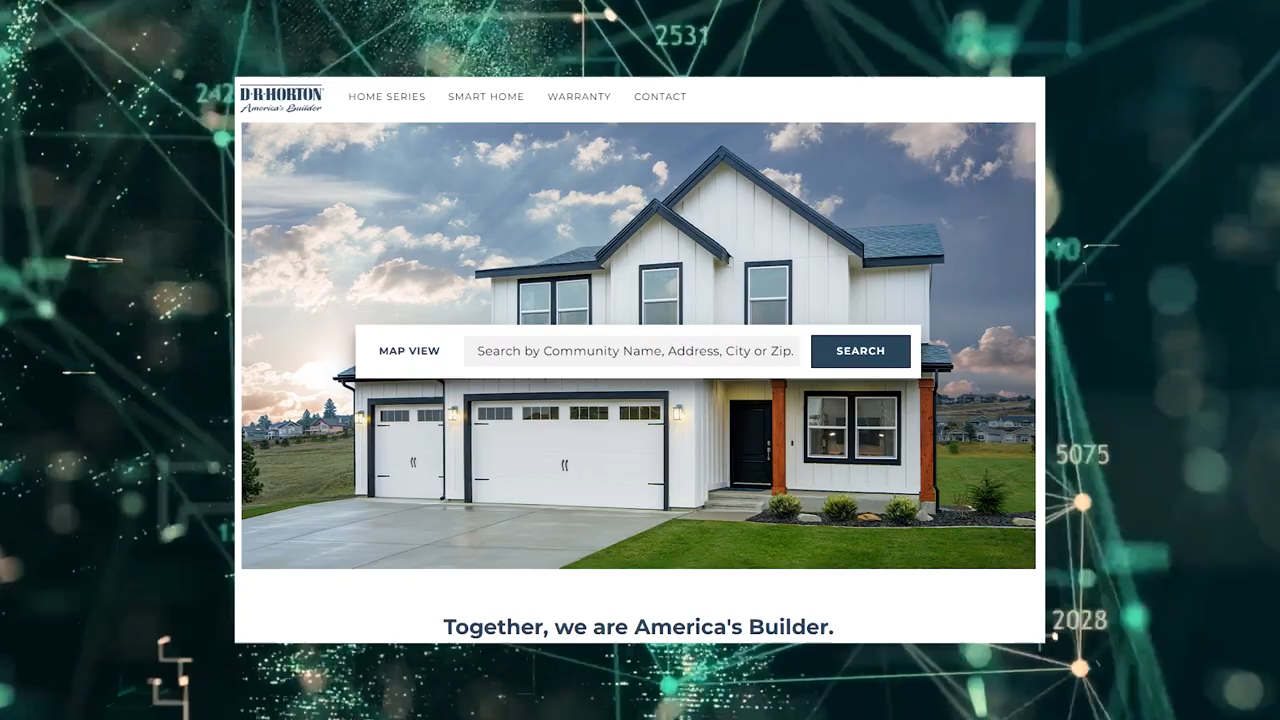 2531
242
D·R·HORTON
America's Builder
HOME SERIES SMART HOME WARRANTY CONTACT
MAP VIEW Search by Community Name, Address, City or Zip. SEARCH
5075
2028
Together, we are America's Builder.